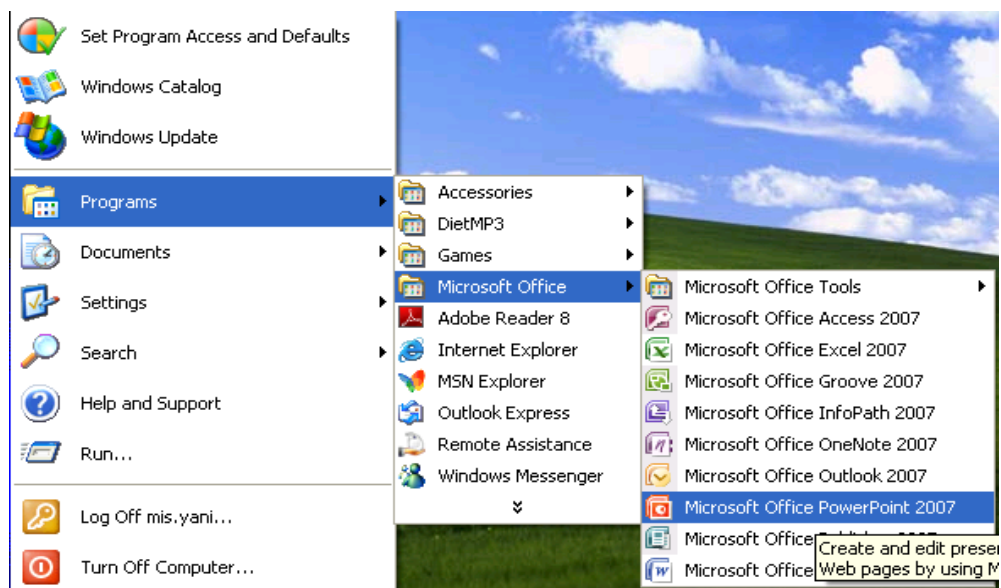 Set Program Access and Defaults
Windows Catalog
Windows Update
Programs
Documents
Settings
Search
Help and Support
Run...
Log Off mis.yani...
Turn Off Computer...
Accessories
DietMP3
Games
Microsoft Office
Adobe Reader 8
Internet Explorer
MSN Explorer
Outlook Express
Remote Assistance
Windows Messenger
Microsoft Office Tools
Microsoft Office Access 2007
Microsoft Office Excel 2007
Microsoft Office Groove 2007
Microsoft Office InfoPath 2007
Microsoft Office OneNote 2007
Microsoft Office Outlook 2007
Microsoft Office PowerPoint 2007
Microsoft Office
Microsoft Office
Create and edit prese
Web pages by using M